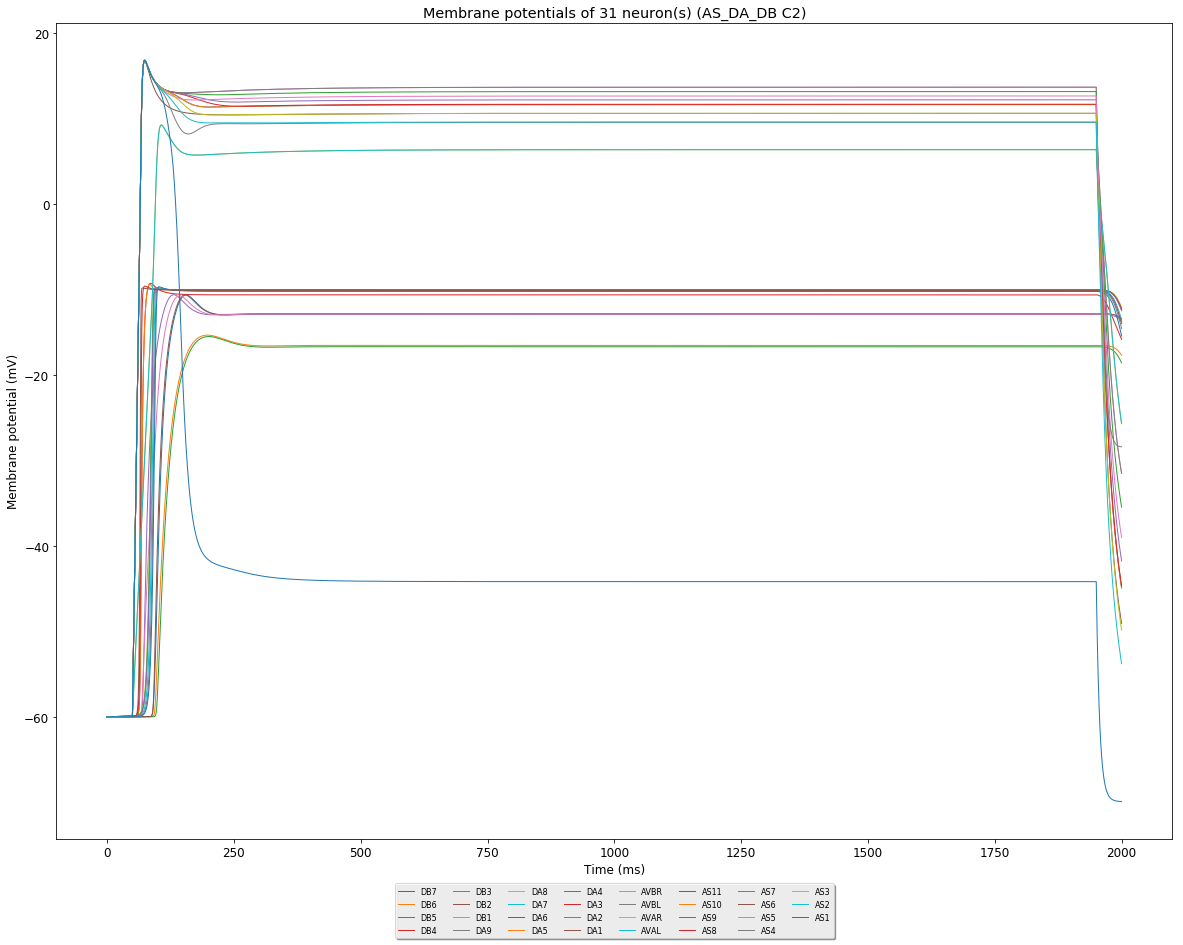 Membrane potentials of 31 neuron(s) (AS_DA_DB C2)
20
0
−20
−40
−60
Membrane potential (mV)
0 250 500 750 1000 1250 1500 1750 2000
Time (ms)
DB7 DB3 DA8 DA4 AVBR AS11 AS7 AS3
DB6 DB2 DA7 DA3 AVBL AS10 AS6 AS2
DB5 DB1 DA6 DA2 AVAR AS9 AS5 AS1
DB4 DA9 DA5 DA1 AVAL AS8 AS4